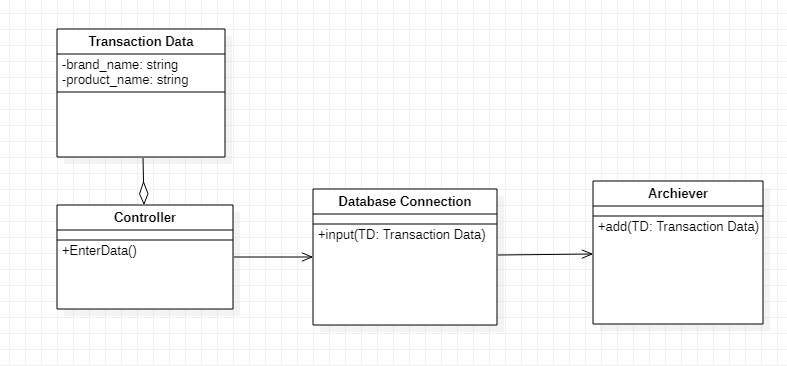 Transaction Data
-brand_name: string
-product_name: string
Controller
+EnterData()
Database Connection
+input(TD: Transaction Data)
Archiever
+add(TD: Transaction Data)